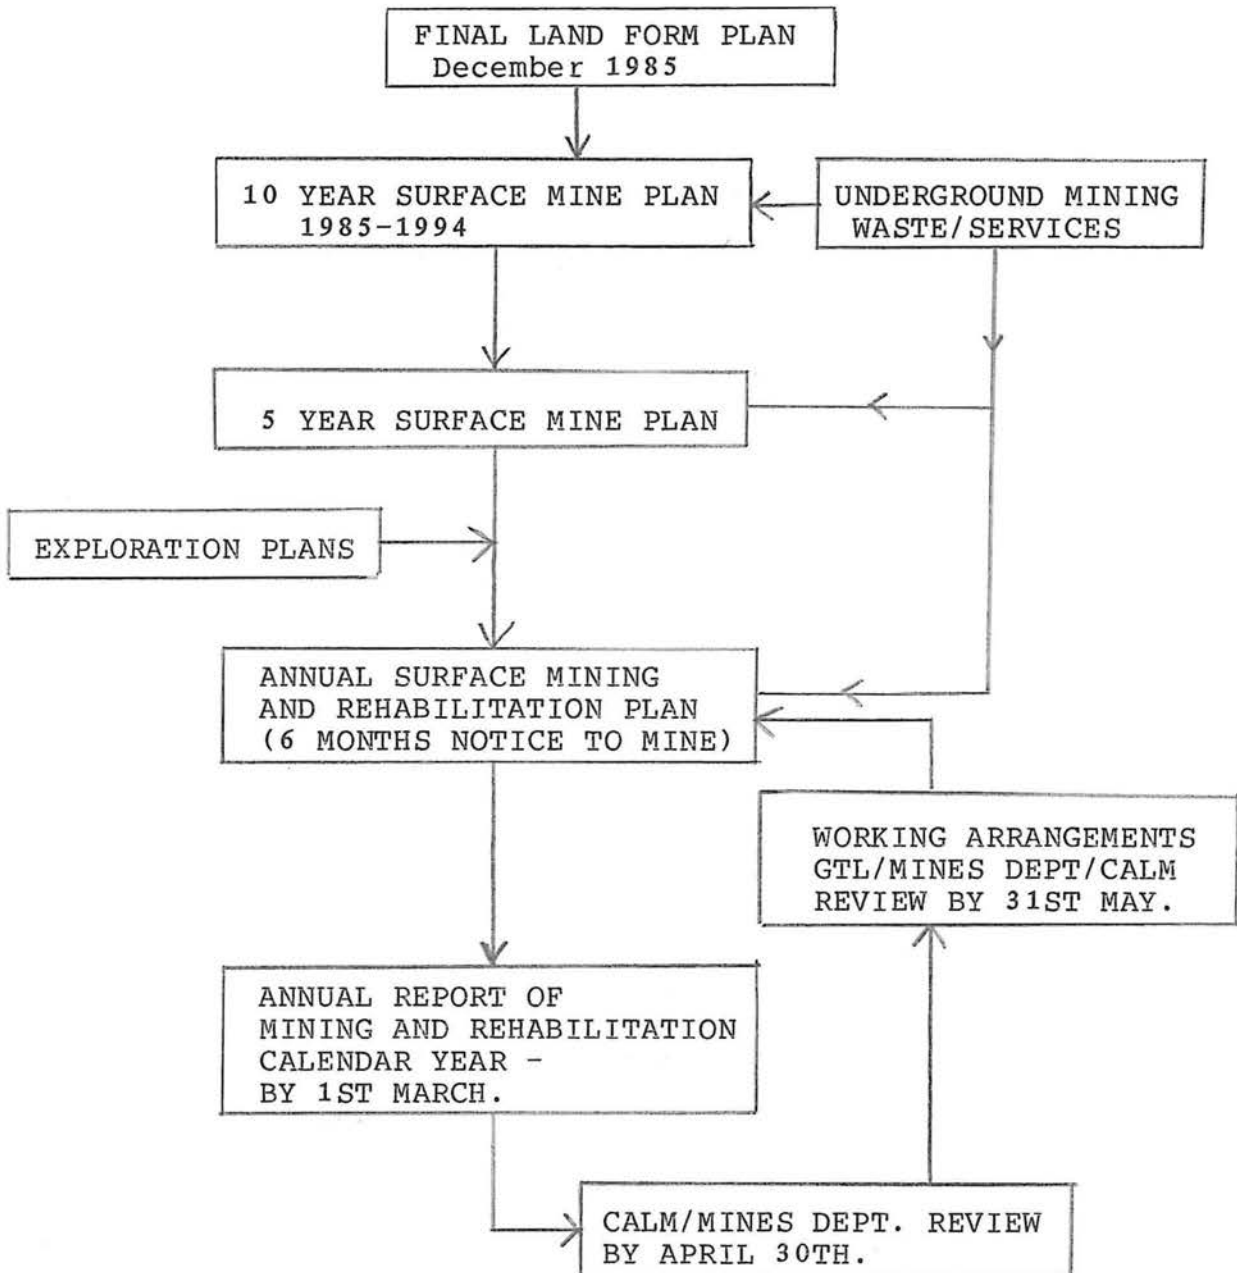 FINAL LAND FORM PLAN
December 1985
10 YEAR SURFACE MINE PLAN
1985-1994
UNDERGROUND MINING
WASTE/SERVICES
5 YEAR SURFACE MINE PLAN
EXPLORATION PLANS
ANNUAL SURFACE MINING
AND REHABILITATION PLAN
(6 MONTHS NOTICE TO MINE)
WORKING ARRANGEMENTS
GTL/MINES DEPT/CALM
REVIEW BY 31ST MAY.
ANNUAL REPORT OF
MINING AND REHABILITATION
CALENDAR YEAR -
BY 1ST MARCH.
CALM/MINES DEPT. REVIEW
BY APRIL 30TH.